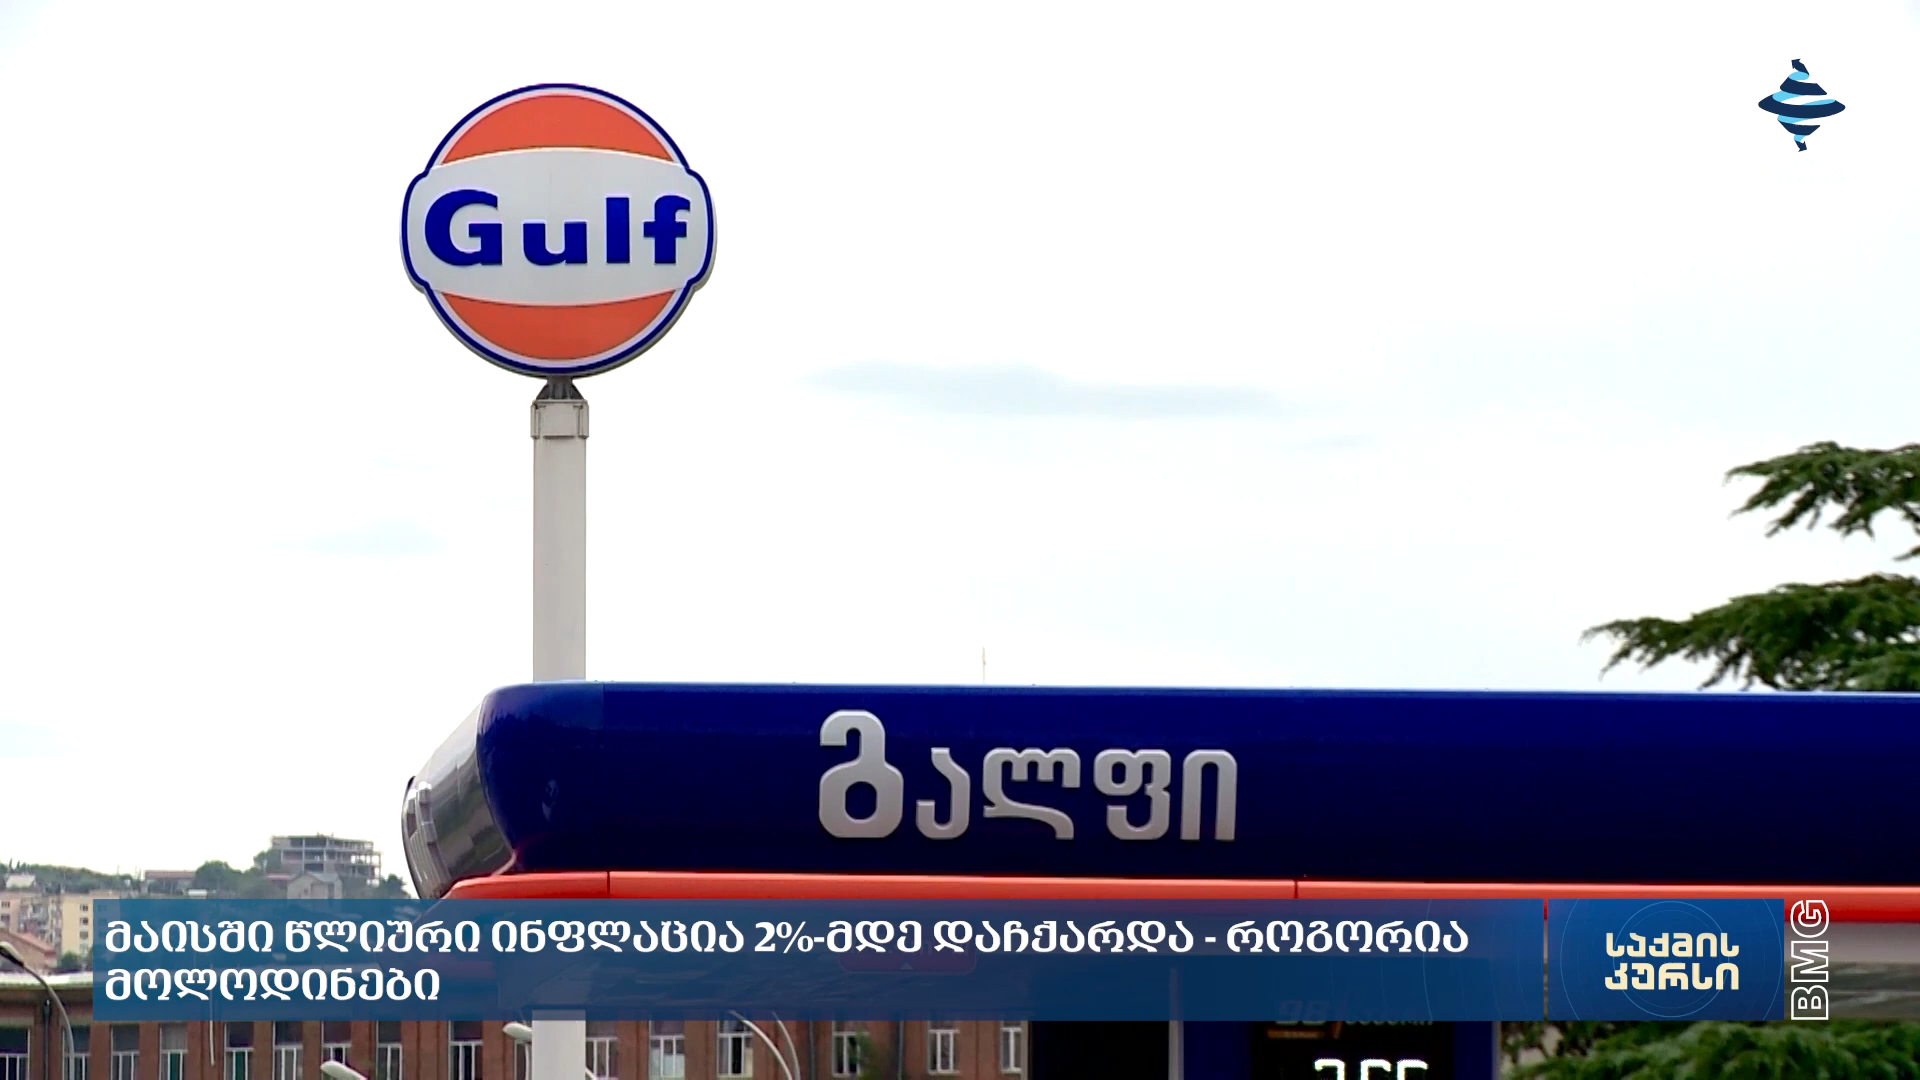 Gulf
გალფი
მაისში წლიური ინფლაცია 2%-მდე დაჩქარდა - როგორია
მოლოდინები
საქმის
კურსი
BMG